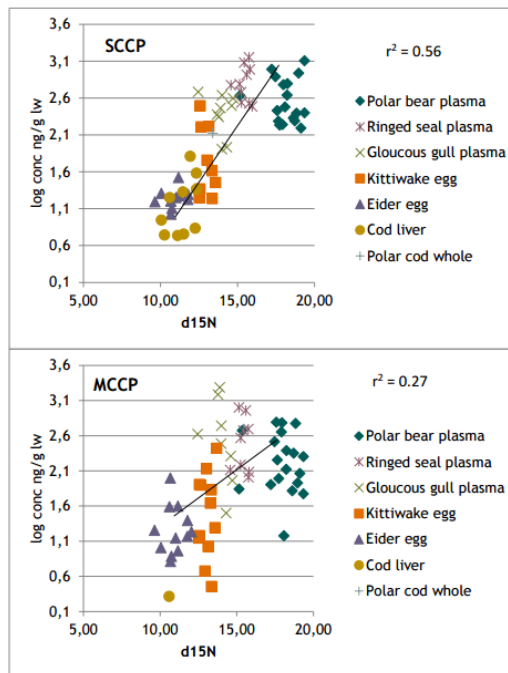 SCCP
r² = 0.56
log conc ng/g lw
3,6
3,1
2,6
2,1
1,6
1,1
0,6
0,1
5,00 10,00 15,00 20,00
d15N
Polar bear plasma
Ringed seal plasma
Gloucous gull plasma
Kittiwake egg
Eider egg
Cod liver
Polar cod whole
MCCP
r² = 0.27
log conc ng/g lw
3,6
3,1
2,6
2,1
1,6
1,1
0,6
0,1
5,00 10,00 15,00 20,00
d15N
Polar bear plasma
Ringed seal plasma
Gloucous gull plasma
Kittiwake egg
Eider egg
Cod liver
Polar cod whole